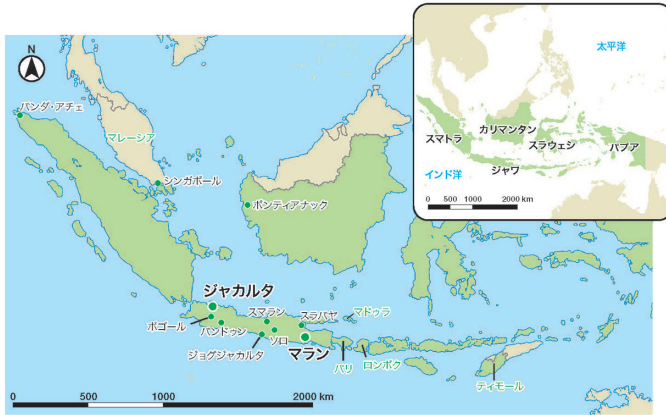 N
バンダ・アチェ
マレーシア
シンガポール
ポンティアナック
ジャカルタ
ボゴール
バンドゥン
スマラン
スラバヤ
マドゥラ
ジョグジャカルタ
ソロ
マラン
バリ
ロンボク
ティモール
0 500 1000 2000 km
太平洋
スマトラ
カリマンタン
スラウェシ
パプア
ジャワ
インド洋
0 500 1000 2000 km